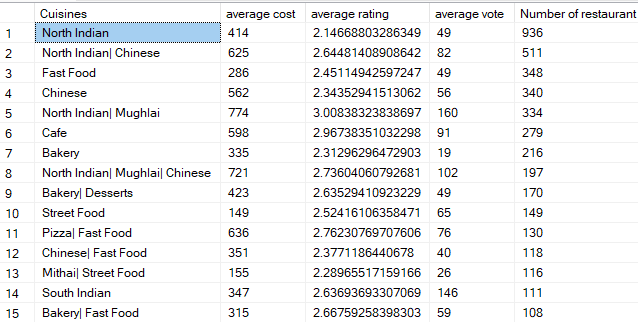 Cuisines average cost average rating average vote Number of restaurant
1 North Indian 414 2.14668803286349 49 936
2 North Indian| Chinese 625 2.64481408908642 82 511
3 Fast Food 286 2.45114942597247 49 348
4 Chinese 562 2.34352941513062 56 340
5 North Indian| Mughlai 774 3.00838323838697 160 334
6 Cafe 598 2.96738351032298 91 279
7 Bakery 335 2.31296296472903 19 216
8 North Indian| Mughlai| Chinese 721 2.73604060792681 102 197
9 Bakery| Desserts 423 2.63529410923229 49 170
10 Street Food 149 2.52416106358471 65 149
11 Pizza| Fast Food 636 2.76230769707606 76 130
12 Chinese| Fast Food 351 2.3771186440678 40 118
13 Mithai| Street Food 155 2.28965517159166 26 116
14 South Indian 347 2.63693693307069 146 111
15 Bakery| Fast Food 315 2.66759258398303 59 108